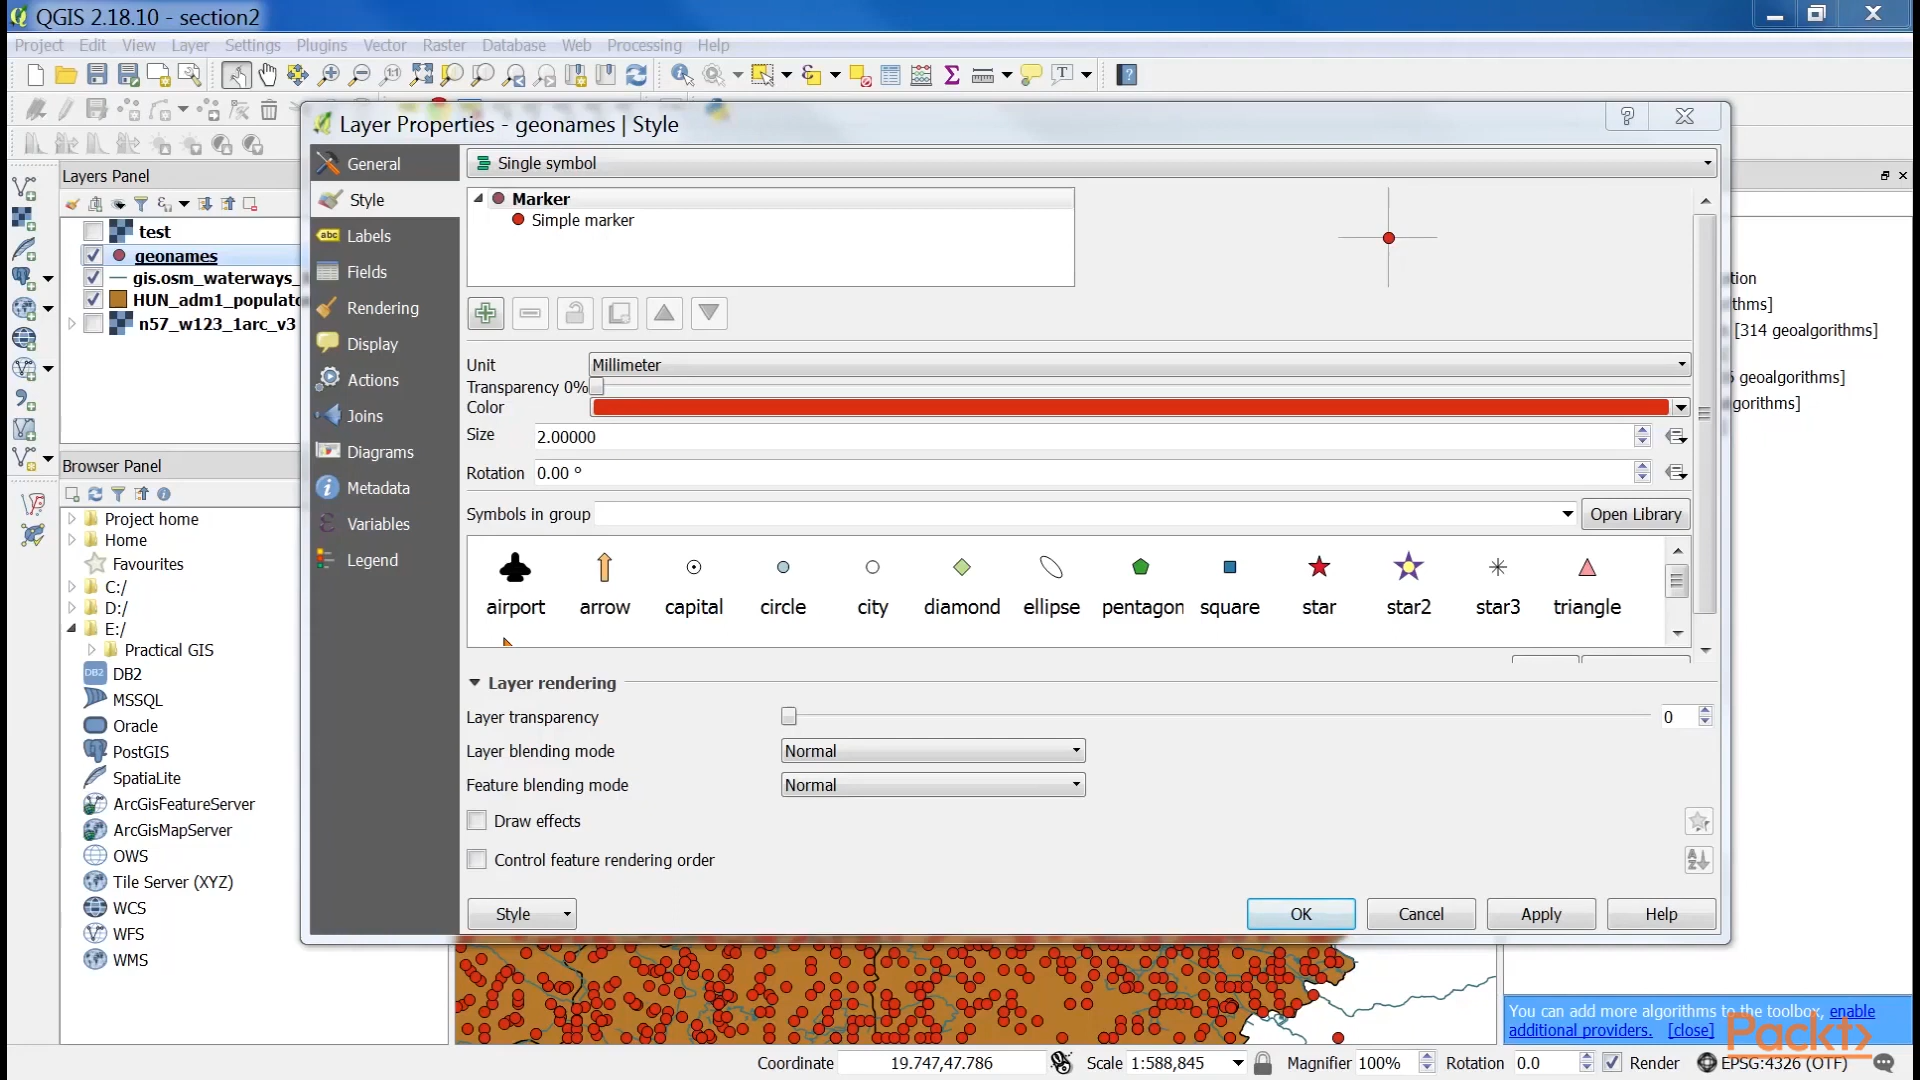 QGIS 2.18.10 - section2
Project Edit View Layer Settings Plugins Vector Raster Database Web Processing Help
Layer Properties - geonames | Style
Layers Panel
test
geonames
gis.osm_waterways_
HUN_adm1_populato
n57_w123_1arc_v3
Browser Panel
Project home
Home
Favourites
C:/
D:/
E:/
Practical GIS
DB2
MSSQL
Oracle
PostGIS
SpatiaLite
ArcGisFeatureServer
ArcGisMapServer
OWS
Tile Server (XYZ)
WCS
WFS
WMS
General
Style
Labels
Fields
Rendering
Display
Actions
Joins
Diagrams
Metadata
Variables
Legend
Single symbol
Marker
Simple marker
Unit Millimeter
Transparency 0%
Color
Size 2.00000
Rotation 0.00 °
Symbols in group Open Library
airport arrow capital circle city diamond ellipse pentagon square star star2 star3 triangle
Layer rendering
Layer transparency 0
Layer blending mode Normal
Feature blending mode Normal
Draw effects
Control feature rendering order
Style OK Cancel Apply Help
tion
thms]
[314 geoalgorithms]
geoalgorithms]
gorithms]
You can add more algorithms to the toolbox, enable
additional providers. [close]
Packt>
Coordinate 19.747,47.786 Scale 1:588,845 Magnifier 100% Rotation 0.0 Render EPSG:4326 (OTF)